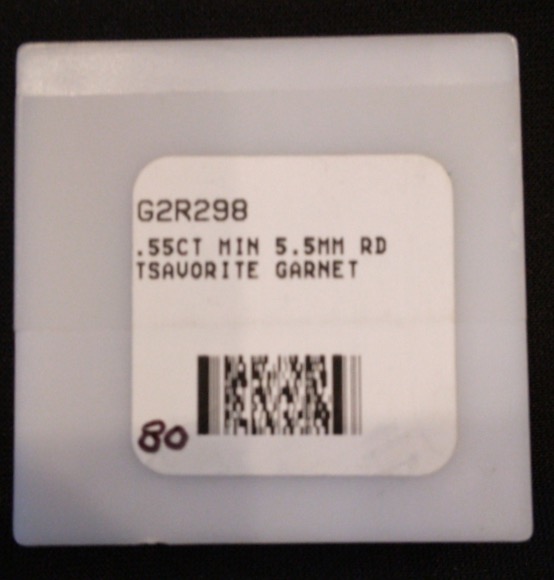 G2R298
.55CT MIN 5.5MM RD
TSAVORITE GARNET
80